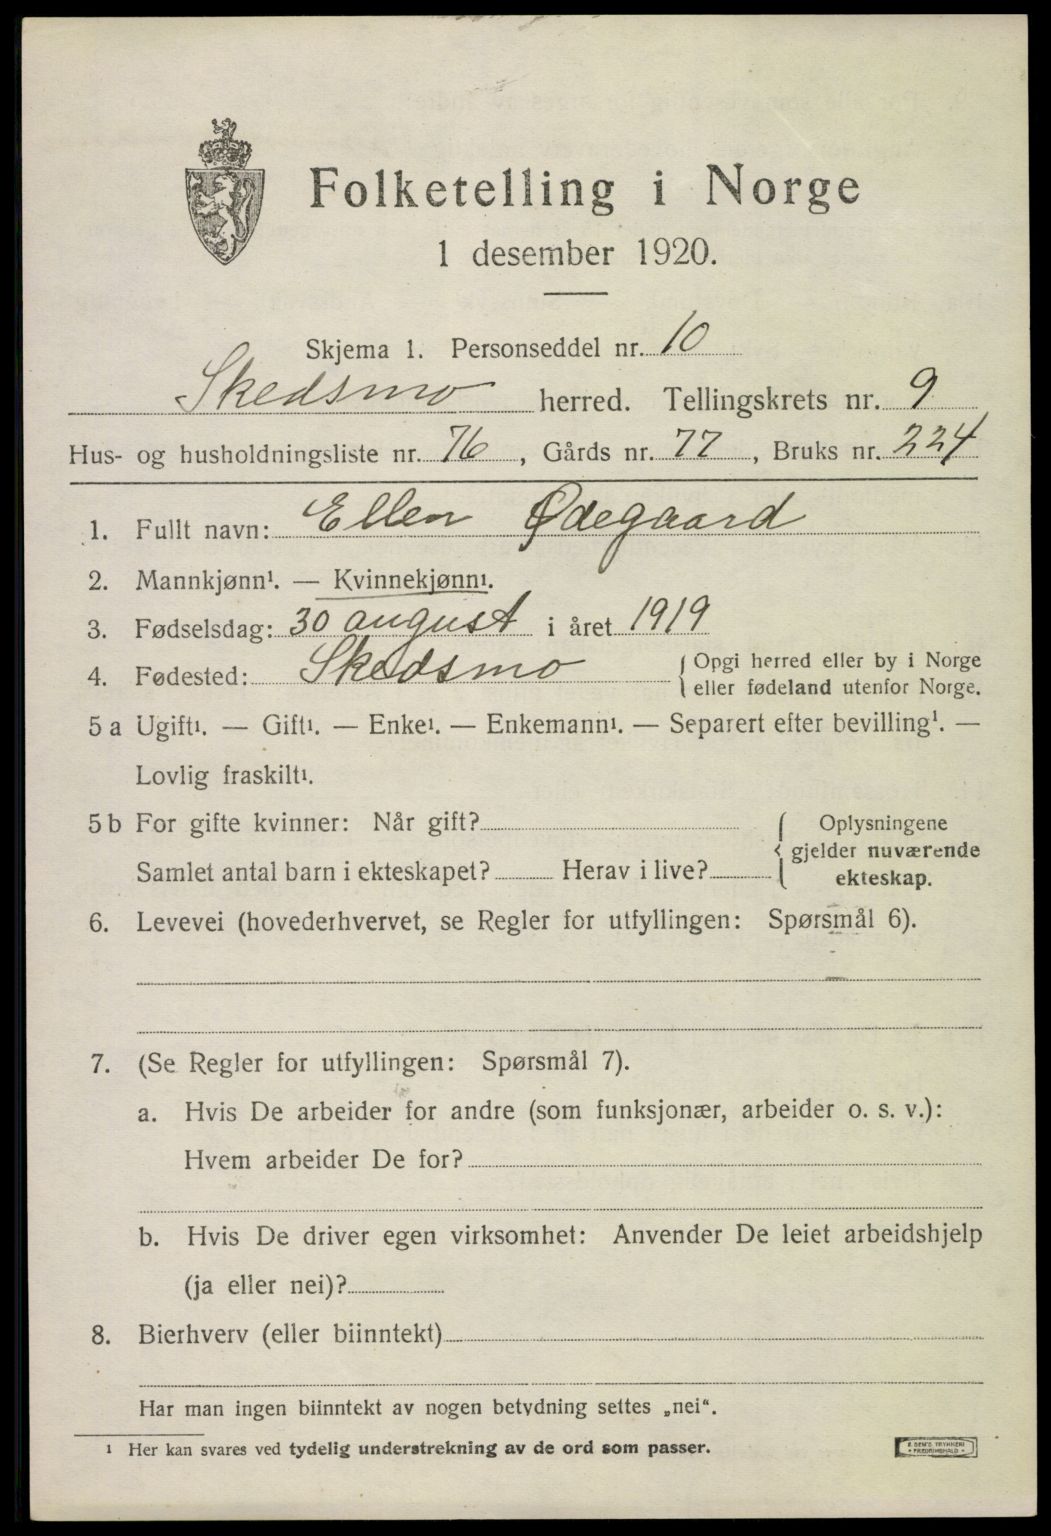 Folketelling i Norge
1 desember 1920.
Skjema 1. Personseddel nr. 10
Skedsmo herred. Tellingskrets nr. 9
Hus- og husholdningsliste nr. 76, Gårds nr. 77, Bruks nr. 224
1. Fullt navn: Ellen Ødegaard
2. Mannkjønn¹. — Kvinnekjønn¹.
3. Fødselsdag: 30 august i året 1919
4. Fødested: Skedsmo { Opgi herred eller by i Norge
eller fødeland utenfor Norge.
5 a Ugift¹. — Gift¹. — Enke¹. — Enkemann¹. — Separert efter bevilling¹. —
Lovlig fraskilt¹.
5 b For gifte kvinner: Når gift? { Oplysningene
gjelder nuværende
Samlet antal barn i ekteskapet? Herav i live?
ekteskap.
6. Levevei (hovederhvervet, se Regler for utfyllingen: Spørsmål 6).
7. (Se Regler for utfyllingen: Spørsmål 7).
a. Hvis De arbeider for andre (som funksjonær, arbeider o. s. v.):
Hvem arbeider De for?
b. Hvis De driver egen virksomhet: Anvender De leiet arbeidshjelp
(ja eller nei)?
8. Bierhverv (eller biinntekt)
Har man ingen biinntekt av nogen betydning settes „nei“.
¹ Her kan svares ved tydelig understrekning av de ord som passer.
E. SEM'S TRYKKERI
• FREDRIKSHALD •